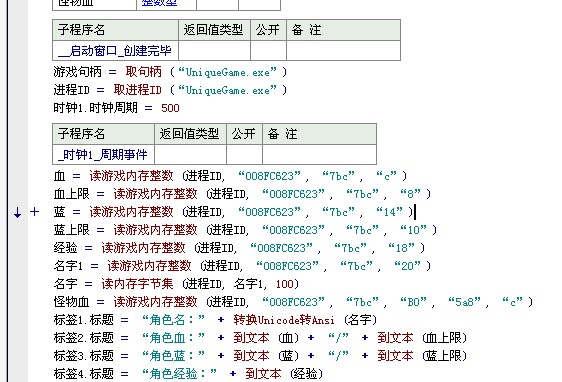 怪物血 整数型
子程序名 返回值类型 公开 备 注
__启动窗口_创建完毕
游戏句柄 = 取句柄 (“UniqueGame.exe”)
进程ID = 取进程ID (“UniqueGame.exe”)
时钟1.时钟周期 = 500
子程序名 返回值类型 公开 备 注
_时钟1_周期事件
血 = 读游戏内存整数 (进程ID, “008FC623”, “7bc”, “c”)
血上限 = 读游戏内存整数 (进程ID, “008FC623”, “7bc”, “8”)
蓝 = 读游戏内存整数 (进程ID, “008FC623”, “7bc”, “14”)
蓝上限 = 读游戏内存整数 (进程ID, “008FC623”, “7bc”, “10”)
经验 = 读游戏内存整数 (进程ID, “008FC623”, “7bc”, “18”)
名字1 = 读游戏内存整数 (进程ID, “008FC623”, “7bc”, “20”)
名字 = 读内存字节集 (进程ID, 名字1, 100)
怪物血 = 读游戏内存整数 (进程ID, “008FC623”, “7bc”, “B0”, “5a8”, “c”)
标签1.标题 = “角色名：” + 转换Unicode转Ansi (名字)
标签2.标题 = “角色血：” + 到文本 (血) + “/” + 到文本 (血上限)
标签3.标题 = “角色蓝：” + 到文本 (蓝) + “/” + 到文本 (蓝上限)
标签4.标题 = “角色经验：” + 到文本 (经验)